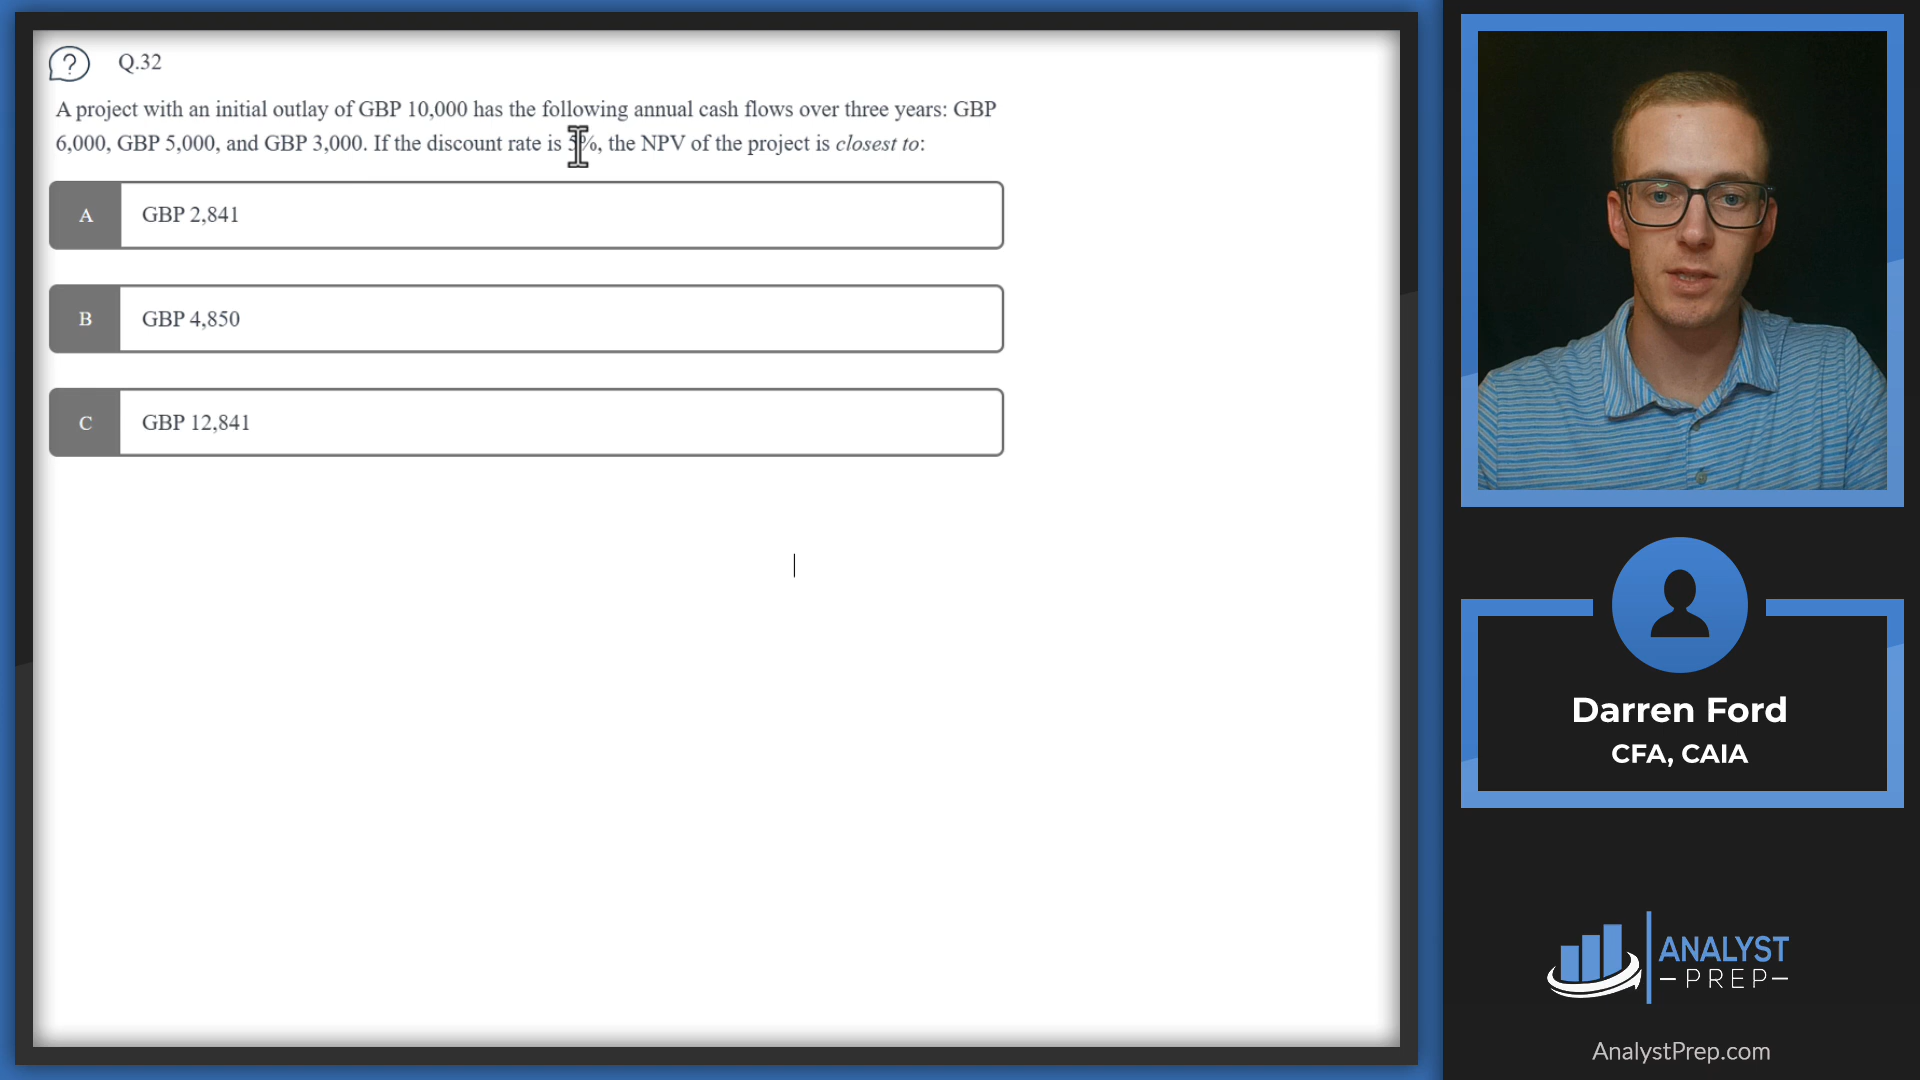 ?
Q.32
A project with an initial outlay of GBP 10,000 has the following annual cash flows over three years: GBP
6,000, GBP 5,000, and GBP 3,000. If the discount rate is 5%, the NPV of the project is closest to:
A
GBP 2,841
B
GBP 4,850
C
GBP 12,841
Darren Ford
CFA, CAIA
ANALYST
PREP
AnalystPrep.com